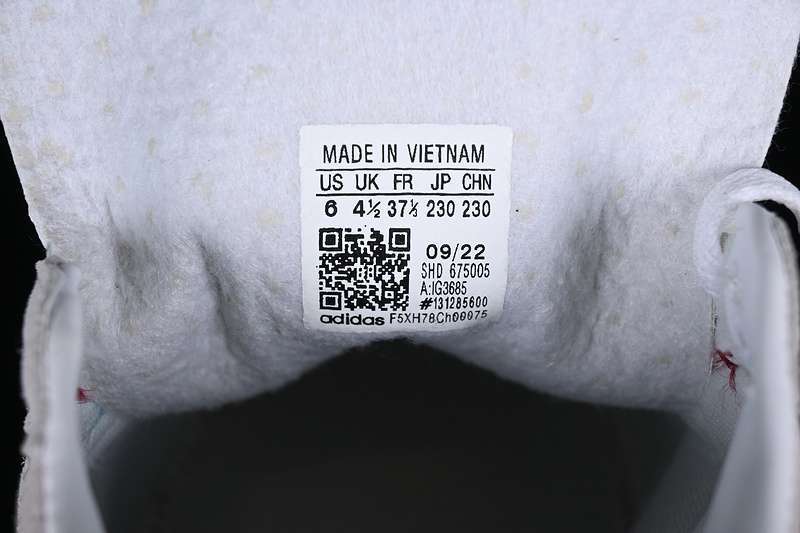 MADE IN VIETNAM
US UK FR JP CHN
6 4½ 37⅓ 230 230
09/22
SHD 675005
A:IG3685
#131285600
adidas F5XH78Ch00075